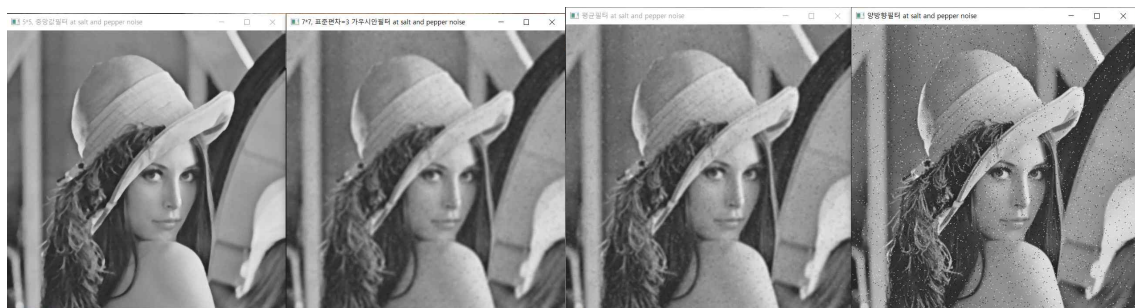 5*5, 중앙값필터 at salt and pepper noise
7*7, 표준편차=3 가우시안필터 at salt and pepper noise
평균필터 at salt and pepper noise
양방향필터 at salt and pepper noise